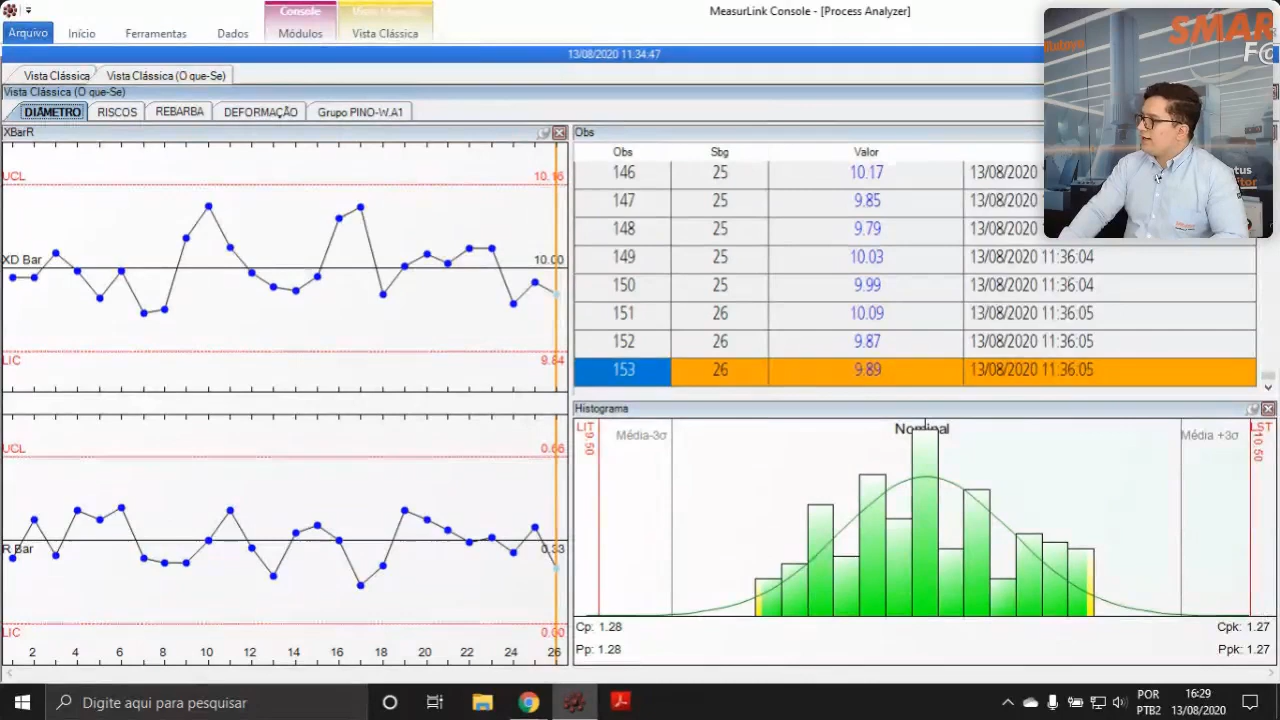 Console
MeasurLink Console - [Process Analyzer]
Arquivo
Início
Ferramentas
Dados
Módulos
Vista Clássica
13/08/2020 11:34:47
Vista Clássica
Vista Clássica (O que-Se)
Vista Clássica (O que-Se)
DIÂMETRO
RISCOS
REBARBA
DEFORMAÇÃO
Grupo PINO-W.A1
XBarR
UCL
10.16
XD Bar
10.00
LIC
9.84
UCL
0.66
R Bar
0.33
LIC
0.00
2 4 6 8 10 12 14 16 18 20 22 24 26
Obs
Obs Sbg Valor
146 25 10.17 13/08/2020
147 25 9.85 13/08/2020
148 25 9.79 13/08/2020
149 25 10.03 13/08/2020 11:36:04
150 25 9.99 13/08/2020 11:36:04
151 26 10.09 13/08/2020 11:36:05
152 26 9.87 13/08/2020 11:36:05
153 26 9.89 13/08/2020 11:36:05
Histograma
LIT
9.50
Média-3σ
Nominal
Média +3σ
LST
10.50
Cp: 1.28
Cpk: 1.27
Pp: 1.28
Ppk: 1.27
SMAR
Digite aqui para pesquisar
POR
PTB2
16:29
13/08/2020